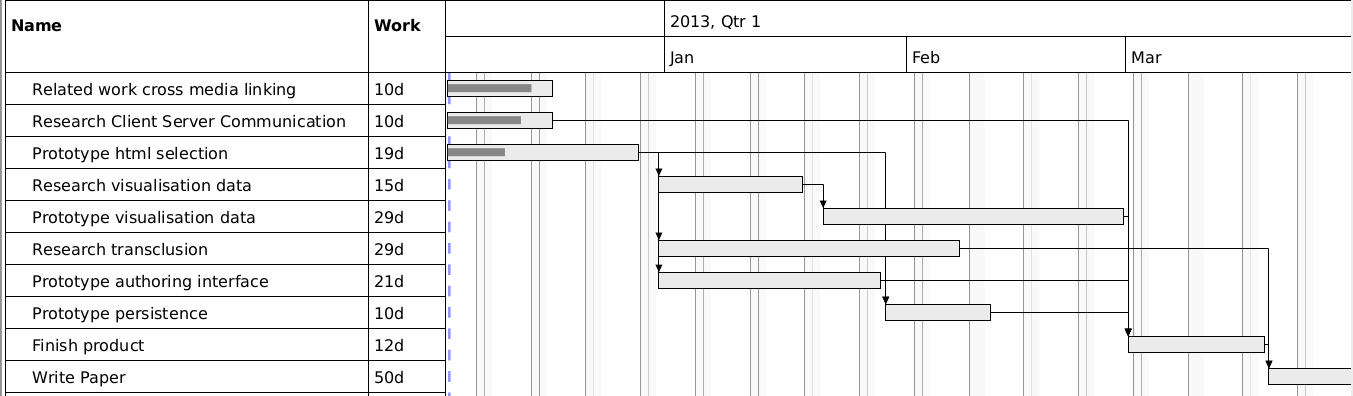 Name Work 2013, Qtr 1
Jan Feb Mar
Related work cross media linking 10d
Research Client Server Communication 10d
Prototype html selection 19d
Research visualisation data 15d
Prototype visualisation data 29d
Research transclusion 29d
Prototype authoring interface 21d
Prototype persistence 10d
Finish product 12d
Write Paper 50d